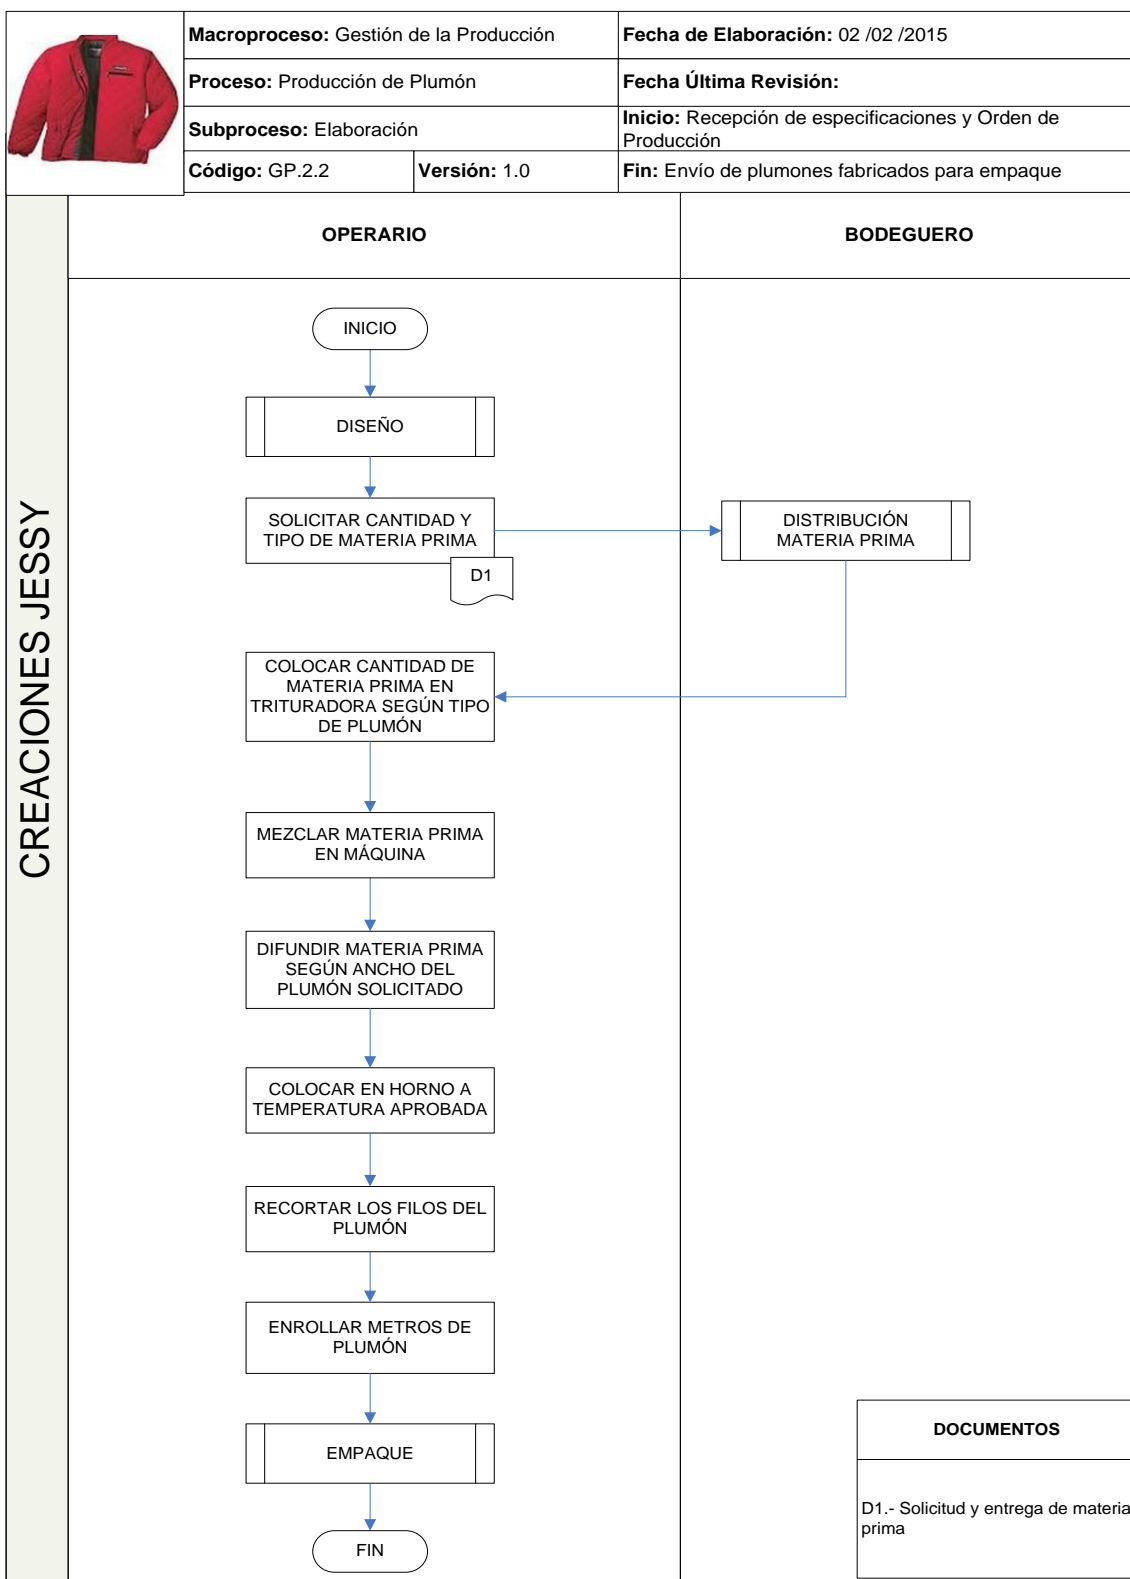 Macroproceso: Gestión de la Producción
Fecha de Elaboración: 02 /02 /2015
Proceso: Producción de Plumón
Fecha Última Revisión:
Subproceso: Elaboración
Inicio: Recepción de especificaciones y Orden de
Producción
Código: GP.2.2
Versión: 1.0
Fin: Envío de plumones fabricados para empaque
CREACIONES JESSY
OPERARIO
BODEGUERO
INICIO
DISEÑO
SOLICITAR CANTIDAD Y
TIPO DE MATERIA PRIMA
D1
DISTRIBUCIÓN
MATERIA PRIMA
COLOCAR CANTIDAD DE
MATERIA PRIMA EN
TRITURADORA SEGÚN TIPO
DE PLUMÓN
MEZCLAR MATERIA PRIMA
EN MÁQUINA
DIFUNDIR MATERIA PRIMA
SEGÚN ANCHO DEL
PLUMÓN SOLICITADO
COLOCAR EN HORNO A
TEMPERATURA APROBADA
RECORTAR LOS FILOS DEL
PLUMÓN
ENROLLAR METROS DE
PLUMÓN
EMPAQUE
FIN
DOCUMENTOS
D1.- Solicitud y entrega de materia
prima